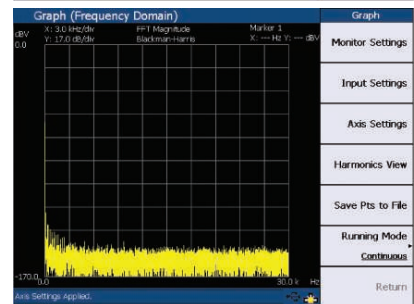 Graph (Frequency Domain)
Graph
dBV
X: 3.0 kHz/div
FFT Magnitude
Marker 1
0.0
Y: 17.0 dB/div
Blackman-Harris
X: --- Hz Y: --- dBV
Monitor Settings
Input Settings
Axis Settings
Harmonics View
Save Pts to File
Running Mode
Continuous
-170.0
0.0
30.0 k
Hz
Axis Settings Applied.
Return